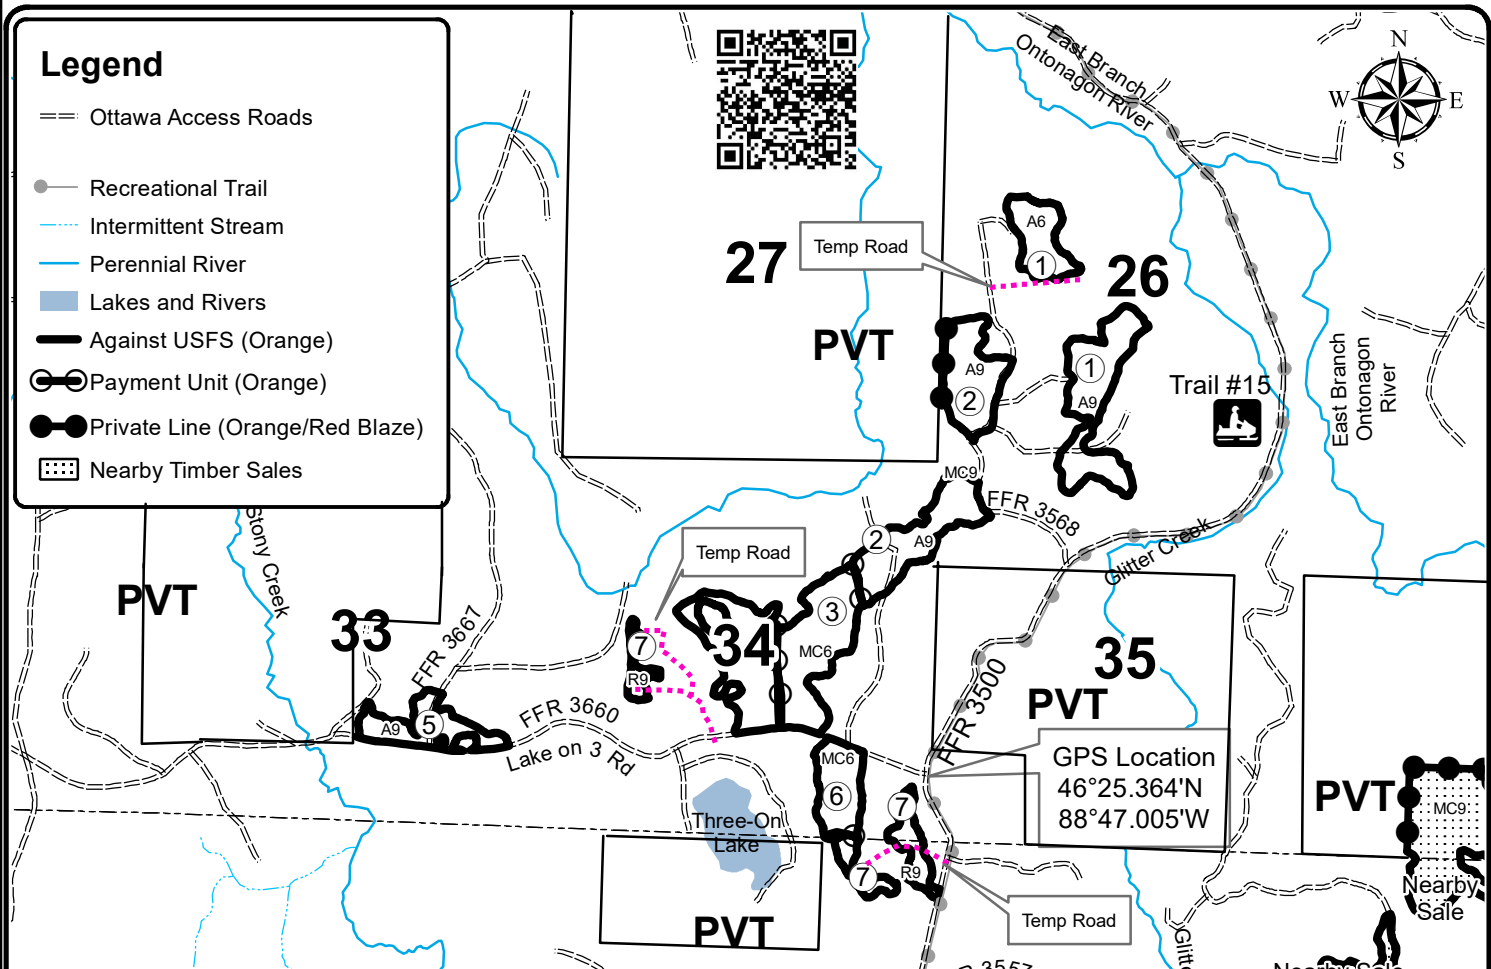 Legend
Ottawa Access Roads
Recreational Trail
Intermittent Stream
Perennial River
Lakes and Rivers
Against USFS (Orange)
Payment Unit (Orange)
Private Line (Orange/Red Blaze)
Nearby Timber Sales
East Branch
Ontonagon River
N
W E
S
A6
1
Temp Road
27
26
PVT
A9
2
1
A9
Trail #15
East Branch
Ontonagon
River
MC9
FFR 3568
2
A9
Glitter Creek
Stony Creek
Temp Road
PVT
33
FFR 3667
7
R9
34
3
MC6
35
PVT
FFR 3500
A9
5
FFR 3660
Lake on 3 Rd
GPS Location
46°25.364'N
88°47.005'W
MC6
6
7
PVT
MC9
Three-On
Lake
7
R9
Nearby
Sale
PVT
Temp Road